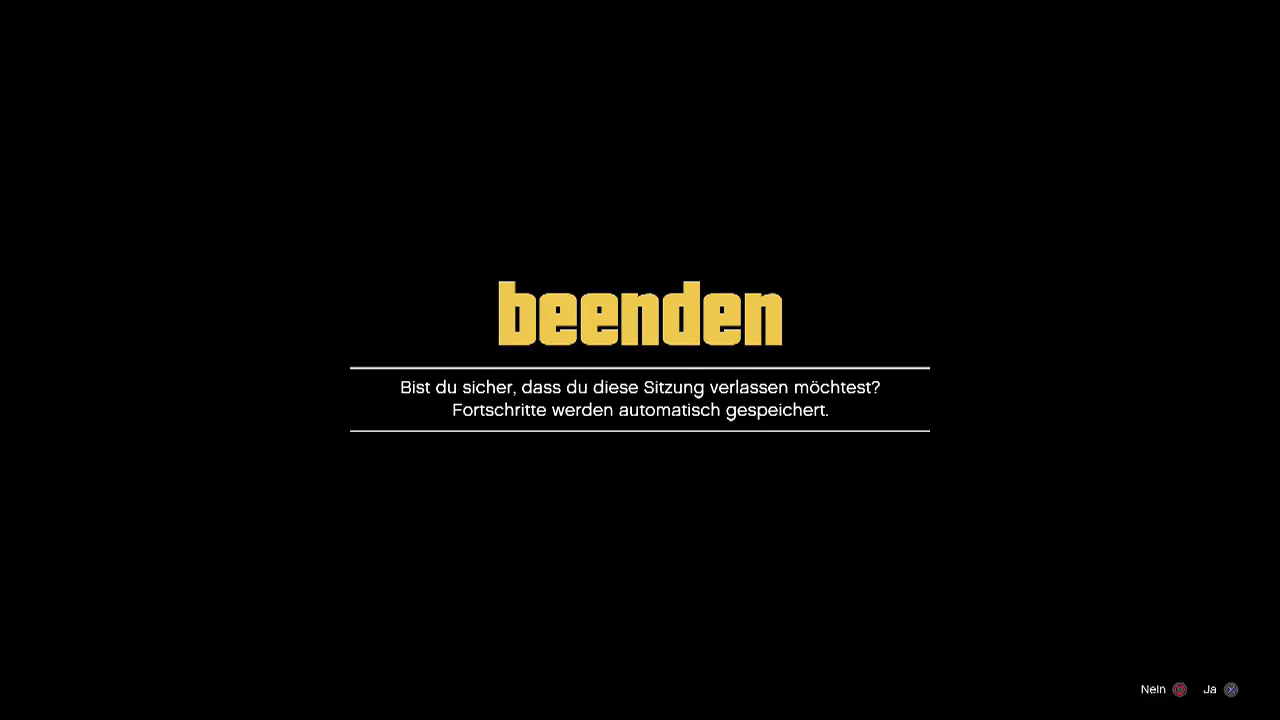 beenden
Bist du sicher, dass du diese Sitzung verlassen möchtest?
Fortschritte werden automatisch gespeichert.
Nein Ja